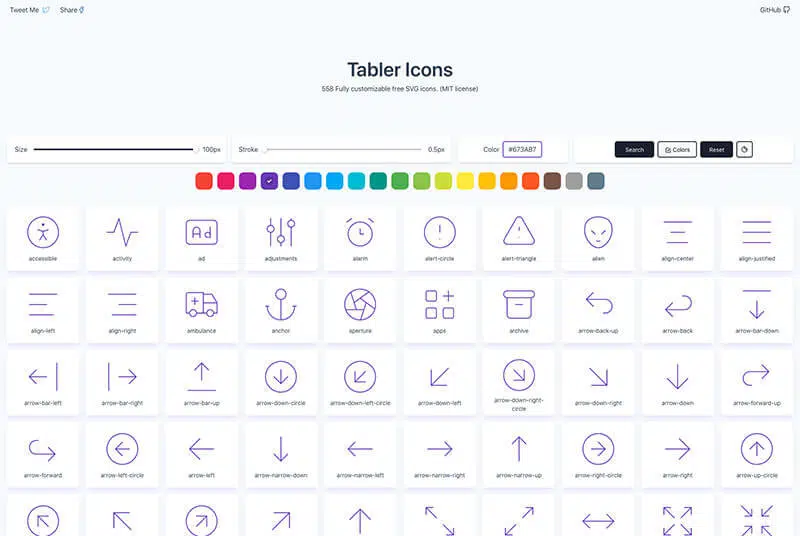 Tweet Me Share GitHub
Tabler Icons
558 Fully customizable free SVG icons. (MIT license)
Size 100px Stroke 0.5px Color #673AB7 Search Colors Reset
Ad
accessible activity ad adjustments alarm alert-circle alert-triangle alien align-center align-justified
align-left align-right ambulance anchor aperture apps archive arrow-back-up arrow-back arrow-bar-down
arrow-bar-left arrow-bar-right arrow-bar-up arrow-down-circle arrow-down-left-circle arrow-down-left arrow-down-right-circle arrow-down-right arrow-down arrow-forward-up
arrow-forward arrow-left-circle arrow-left arrow-narrow-down arrow-narrow-left arrow-narrow-right arrow-narrow-up arrow-right-circle arrow-right arrow-up-circle